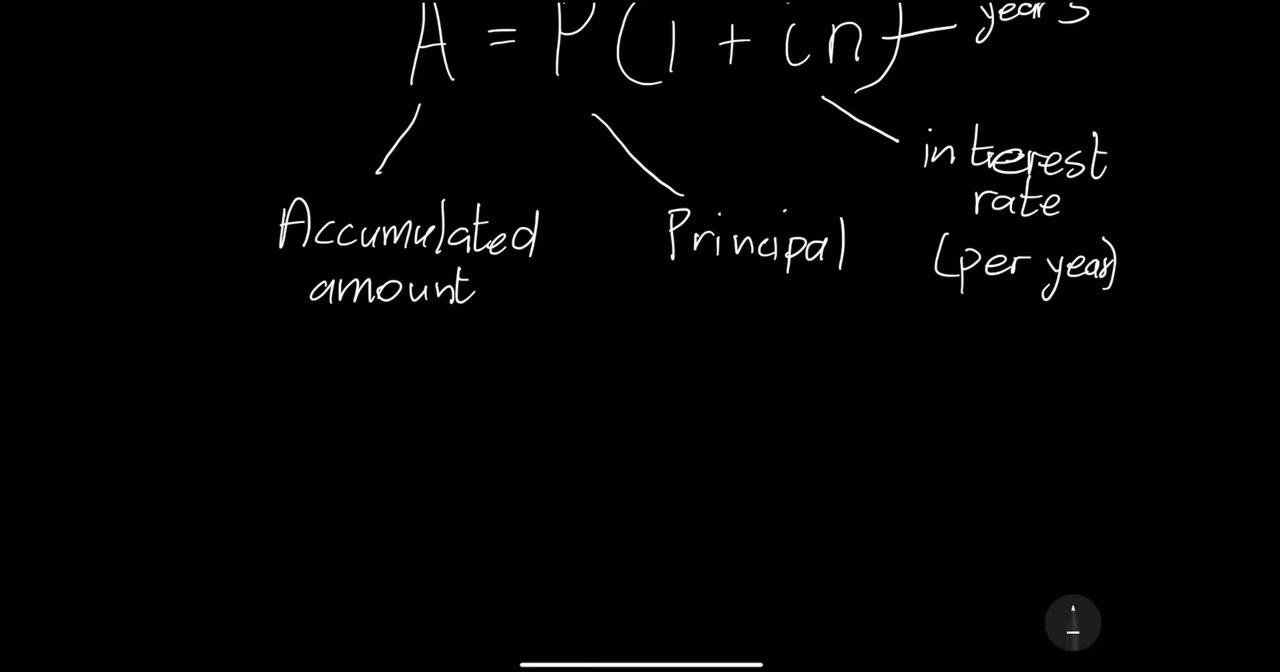 years
A = P(1 + in)
interest
rate
(per year)
Accumulated
amount
Principal